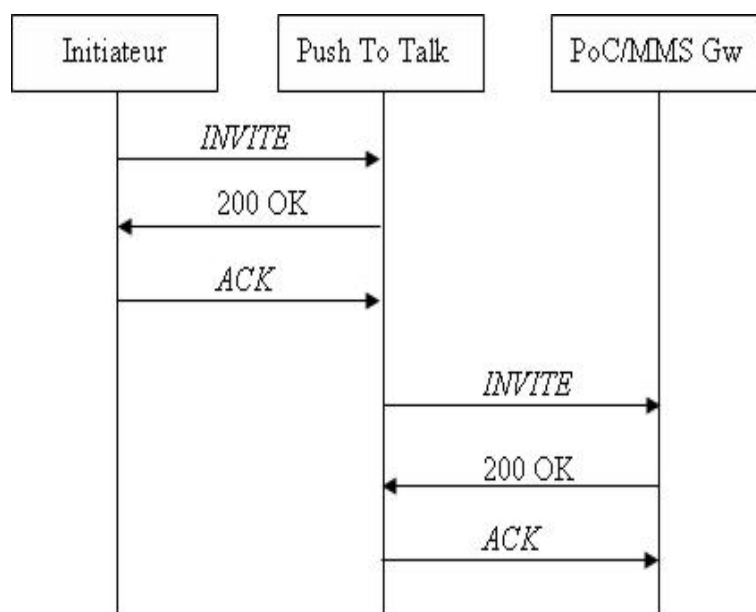 Initiateur
Push To Talk
PoC/MMS Gw
INVITE
200 OK
ACK
INVITE
200 OK
ACK